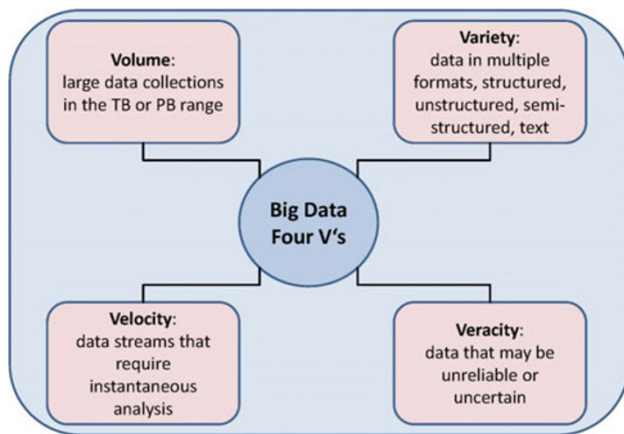 Volume:
large data collections
in the TB or PB range
Variety:
data in multiple
formats, structured,
unstructured, semi-
structured, text
Big Data
Four V‘s
Velocity:
data streams that
require
instantaneous
analysis
Veracity:
data that may be
unreliable or
uncertain